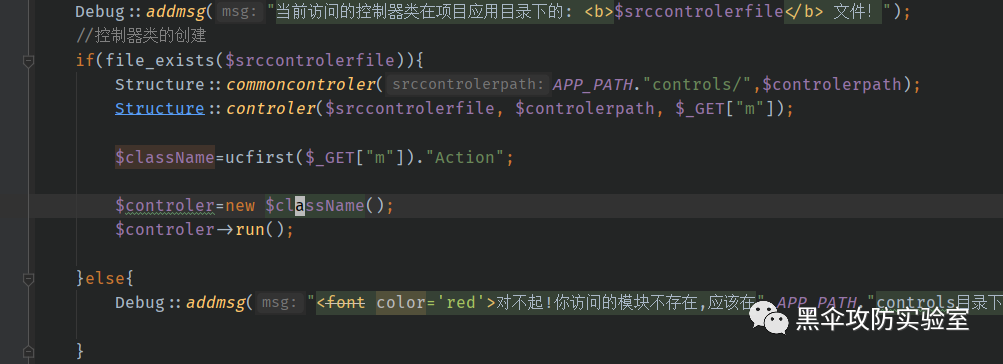 Debug::addmsg( msg: "当前访问的控制器类在项目应用目录下的: <b>$srccontrolerfile</b> 文件!");
//控制器类的创建
if(file_exists($srccontrolerfile)){
Structure::commoncontroler( srccontrolerpath: APP_PATH."controls/",$controlerpath);
Structure::controler($srccontrolerfile, $controlerpath, $_GET["m"]);
$className=ucfirst($_GET["m"])."Action";
$controler=new $className();
$controler->run();
}else{
Debug::addmsg( msg: "<font color='red'>对不起!你访问的模块不存在,应该在".APP_PATH."controls目录下
黑伞攻防实验室
}